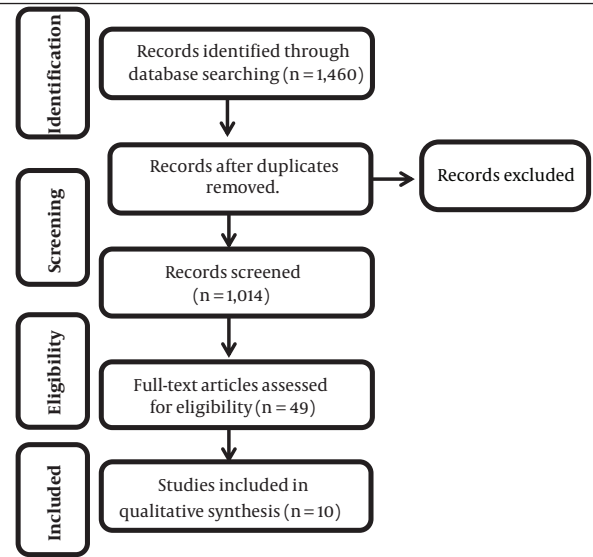 Identification
Records identified through
database searching (n = 1,460)
Records after duplicates
removed.
Records excluded
Screening
Records screened
(n = 1,014)
Eligibility
Full-text articles assessed
for eligibility (n = 49)
Included
Studies included in
qualitative synthesis (n = 10)